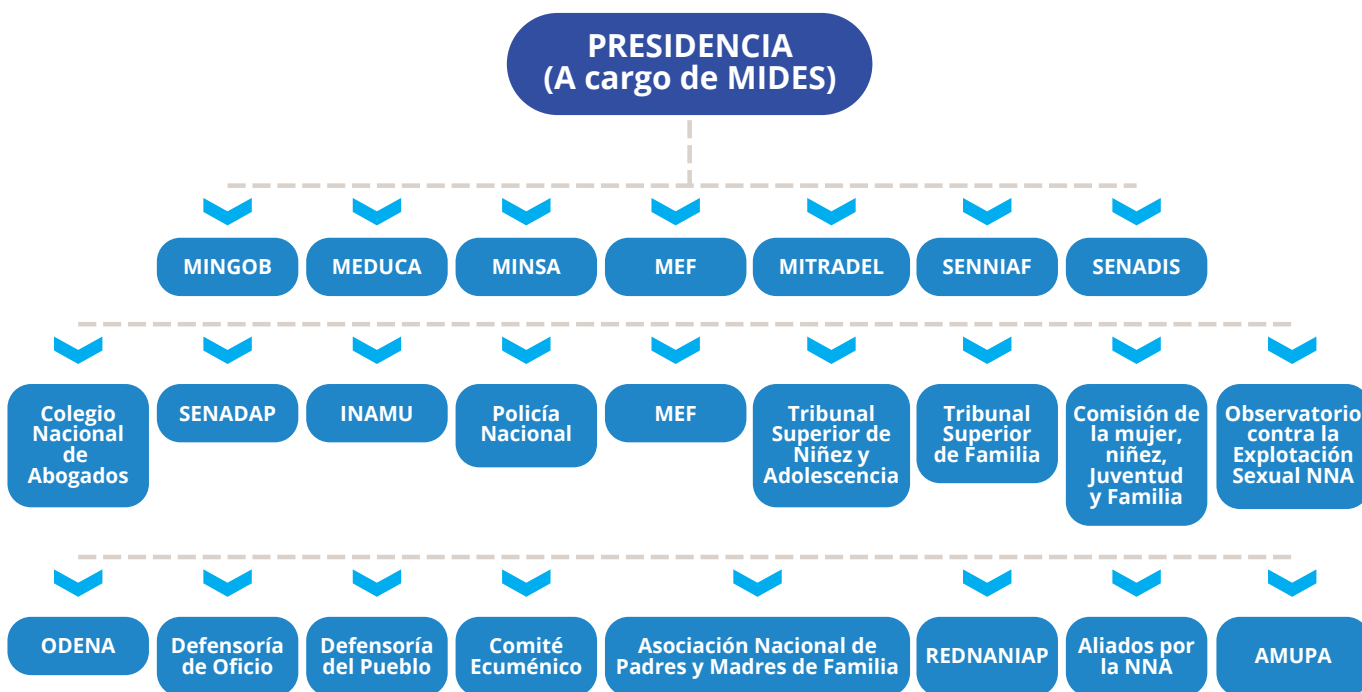 PRESIDENCIA
(A cargo de MIDES)
MINGOB
MEDUCA
MINSA
MEF
MITRADEL
SENNIAF
SENADIS
Colegio
Nacional
de
Abogados
SENADAP
INAMU
Policía
Nacional
MEF
Tribunal
Superior de
Niñez y
Adolescencia
Tribunal
Superior
de Familia
Comisión de
la mujer,
niñez,
Juventud
y Familia
Observatorio
contra la
Explotación
Sexual NNA
ODENA
Defensoría
de Oficio
Defensoría
del Pueblo
Comité
Ecuménico
Asociación Nacional de
Padres y Madres de Familia
REDNANIAP
Aliados por
la NNA
AMUPA